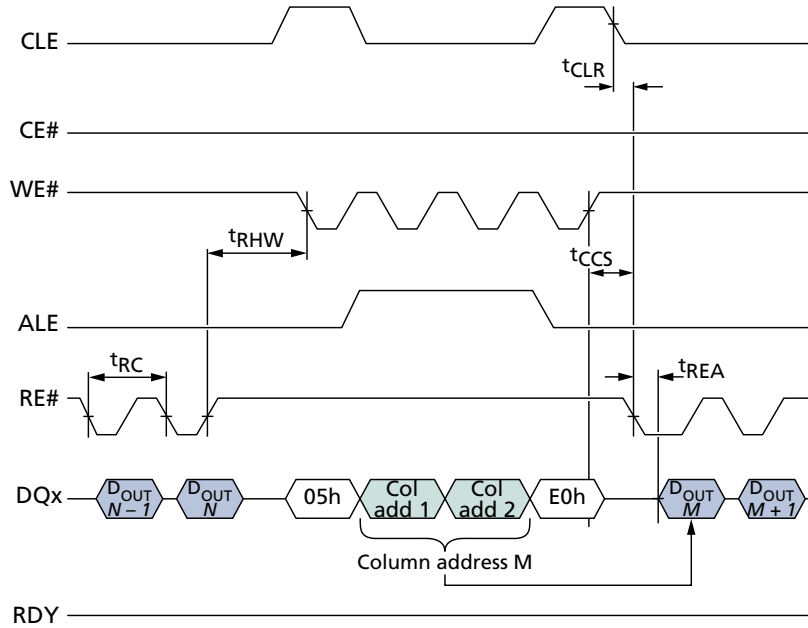 CLE
tCLR
CE#
WE#
tRHW
tCCS
ALE
tRC
tREA
RE#
DQx
DOUT
N – 1
DOUT
N
05h
Col
add 1
Col
add 2
E0h
DOUT
M
DOUT
M + 1
Column address M
RDY